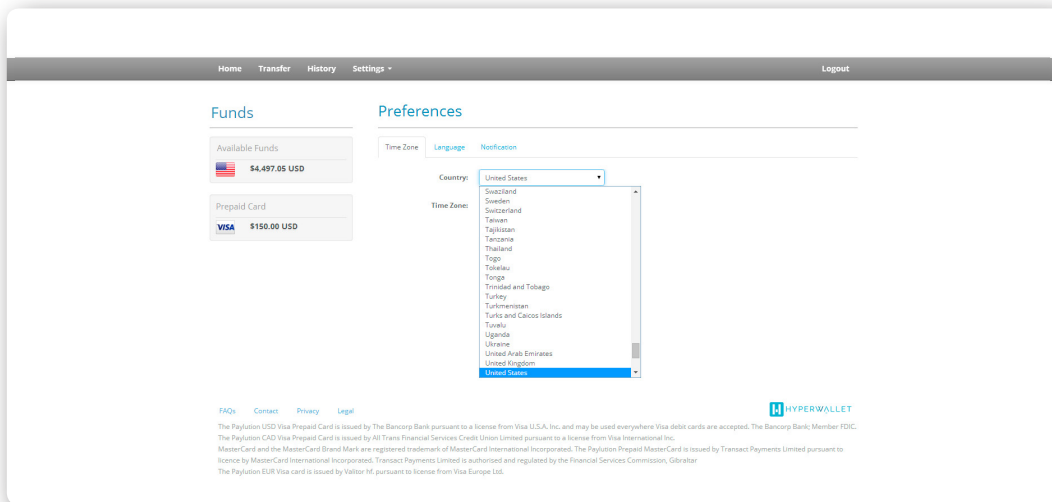 Home Transfer History Settings Logout
Funds
Preferences
Available Funds
$4,497.05 USD
Prepaid Card
VISA $150.00 USD
Time Zone Language Notification
Country: United States
Time Zone:
Swaziland
Sweden
Switzerland
Taiwan
Tajikistan
Tanzania
Thailand
Togo
Tokelau
Tonga
Trinidad and Tobago
Turkey
Turkmenistan
Turks and Caicos Islands
Tuvalu
Uganda
Ukraine
United Arab Emirates
United Kingdom
United States
FAQs Contact Privacy Legal
HYPERWALLET
The Paylution USD Visa Prepaid Card is issued by The Bancorp Bank pursuant to a license from Visa U.S.A. Inc. and may be used everywhere Visa debit cards are accepted. The Bancorp Bank; Member FDIC.
The Paylution CAD Visa Prepaid Card is issued by All Trans Financial Services Credit Union Limited pursuant to a license from Visa International Inc.
MasterCard and the MasterCard Brand Mark are registered trademark of MasterCard International Incorporated. The Paylution Prepaid MasterCard is issued by Transact Payments Limited pursuant to
licence by MasterCard International Incorporated. Transact Payments Limited is authorised and regulated by the Financial Services Commission, Gibraltar
The Paylution EUR Visa card is issued by Valitor hf. pursuant to license from Visa Europe Ltd.